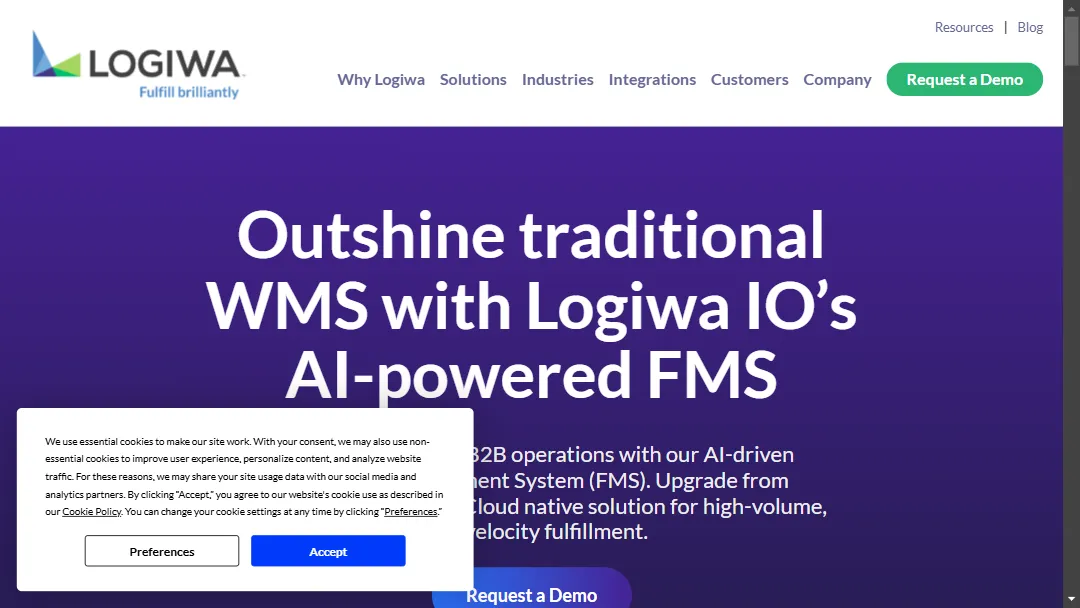 Resources | Blog
LOGIWA
Fulfill brilliantly
Why Logiwa Solutions Industries Integrations Customers Company Request a Demo
Outshine traditional
WMS with Logiwa IO’s
AI-powered FMS
B2B operations with our AI-driven
System (FMS). Upgrade from
Cloud native solution for high-volume,
fulfillment.
Request a Demo
We use essential cookies to make our site work. With your consent, we may also use non-
essential cookies to improve user experience, personalize content, and analyze website
traffic. For these reasons, we may share your site usage data with our social media and
analytics partners. By clicking “Accept,” you agree to our website's cookie use as described in
our Cookie Policy. You can change your cookie settings at any time by clicking “Preferences.”
Preferences Accept